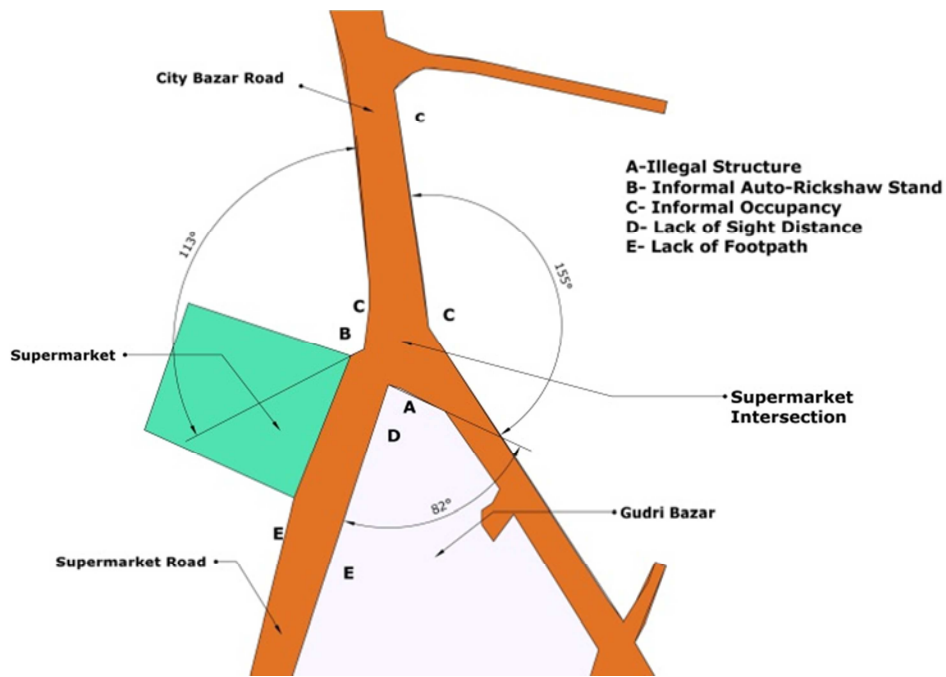 City Bazar Road
c
A-Illegal Structure
B- Informal Auto-Rickshaw Stand
C- Informal Occupancy
D- Lack of Sight Distance
E- Lack of Footpath
113°
155°
C
C
B
Supermarket
Supermarket
Intersection
A
D
82°
Gudri Bazar
E
Supermarket Road
E